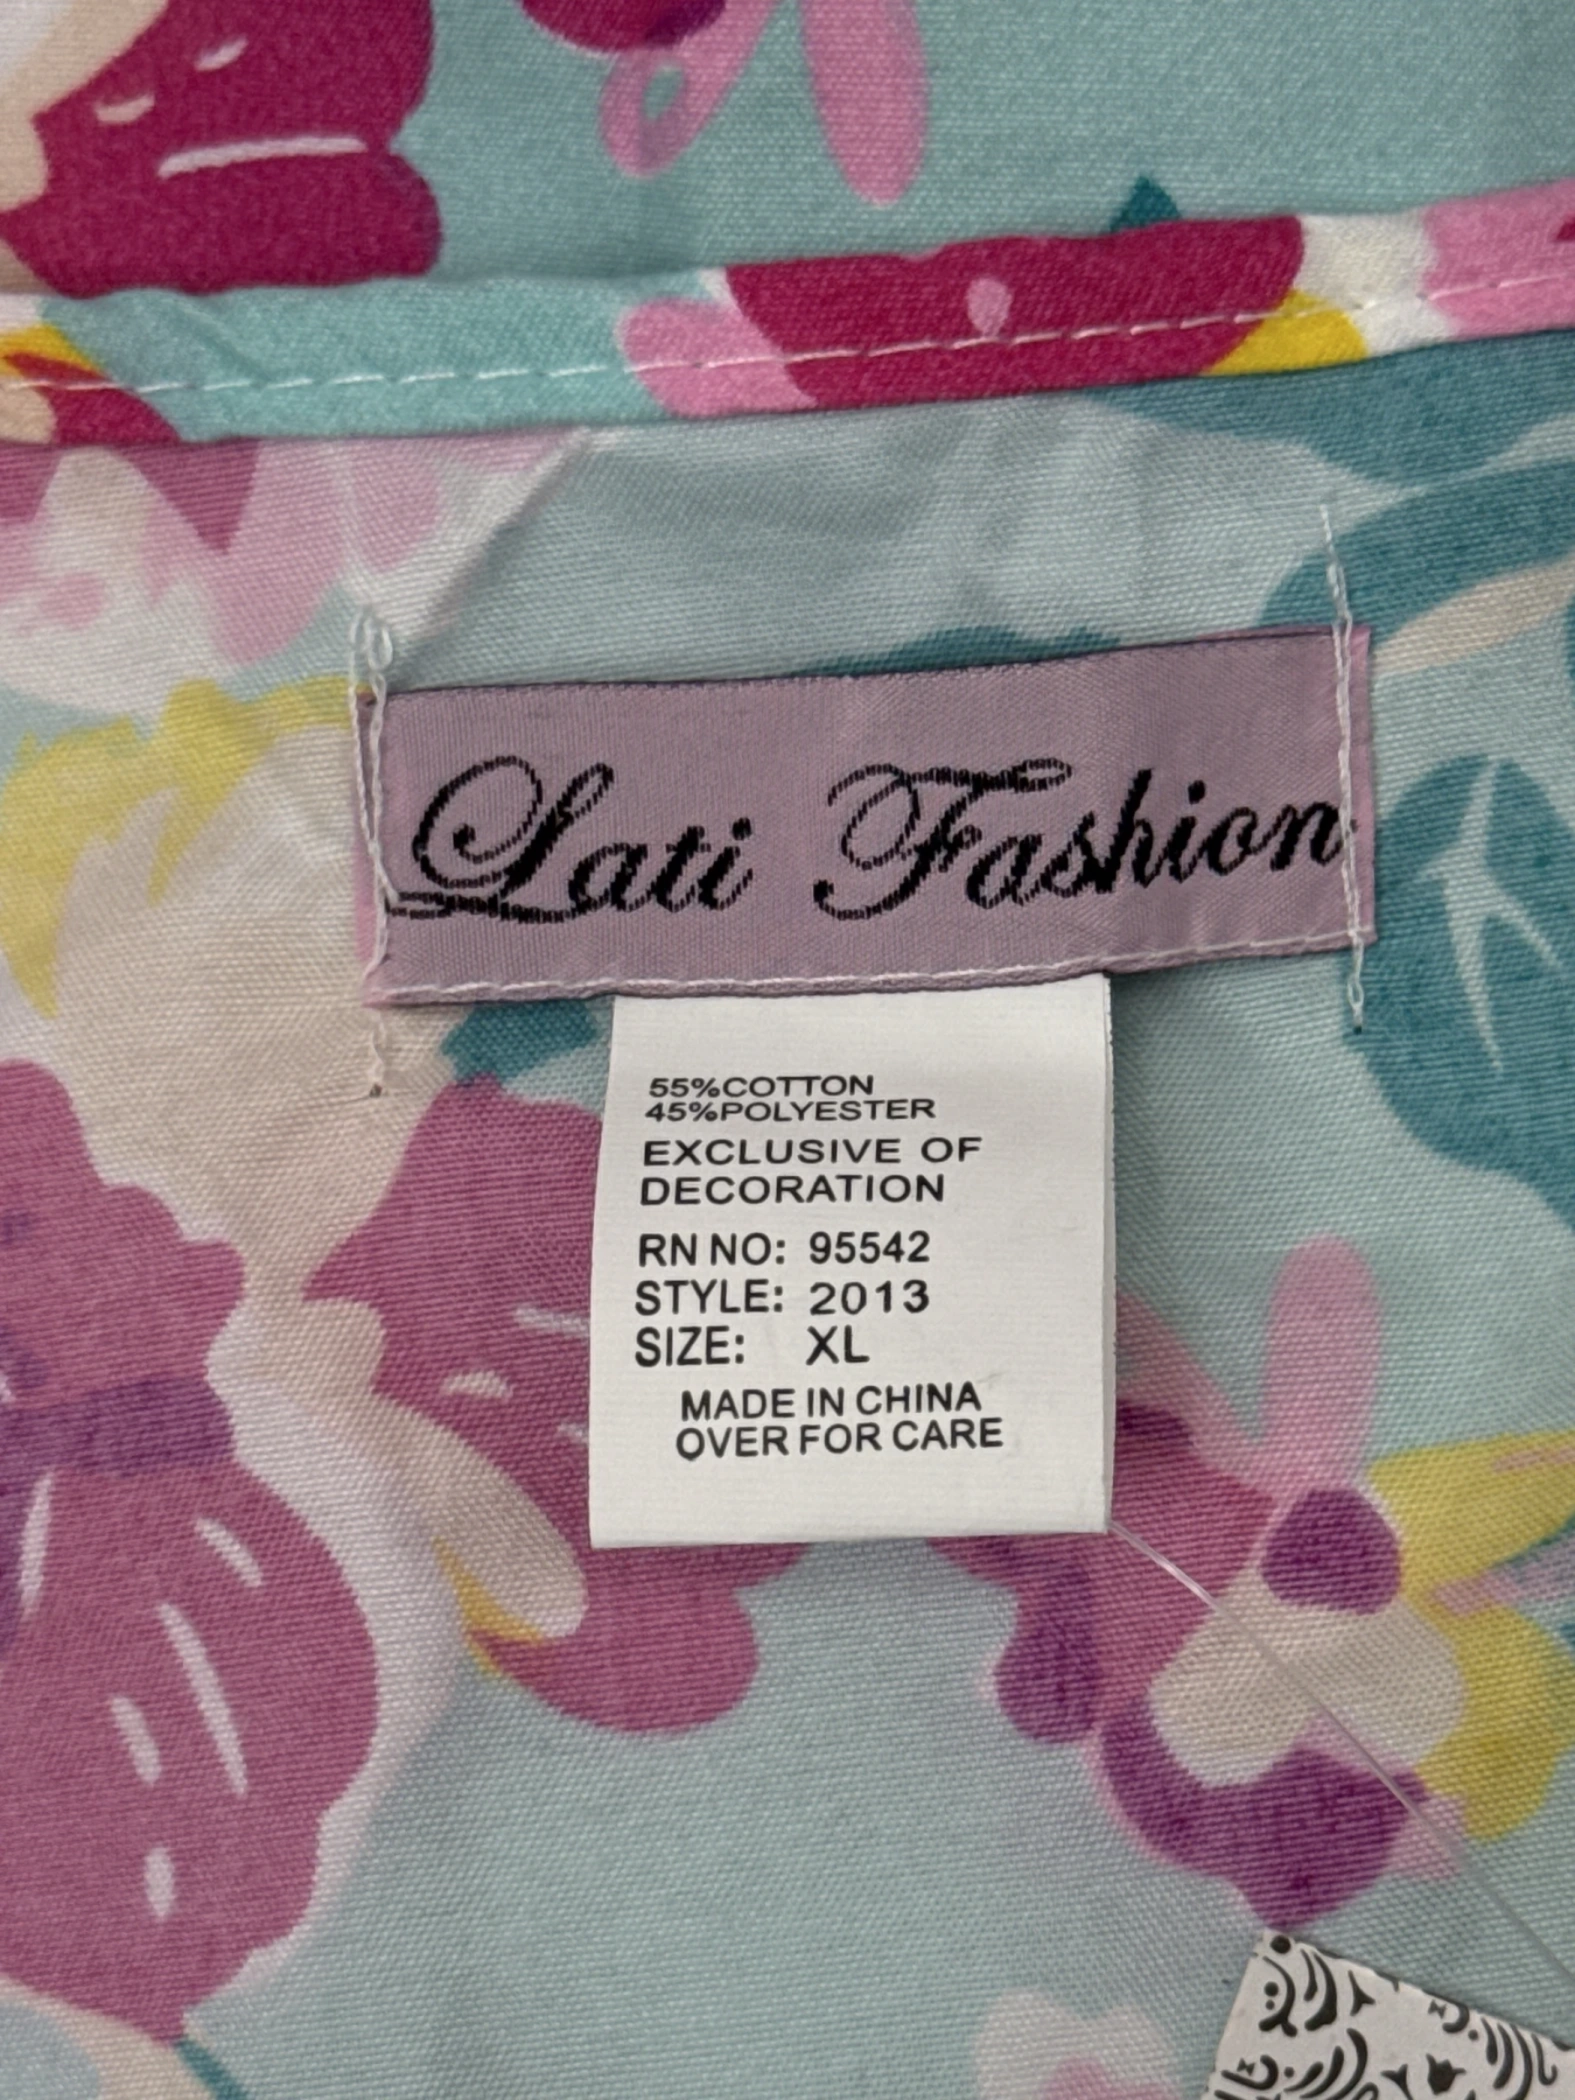 Lati Fashion
55%COTTON
45%POLYESTER
EXCLUSIVE OF
DECORATION
RN NO: 95542
STYLE: 2013
SIZE: XL
MADE IN CHINA
OVER FOR CARE